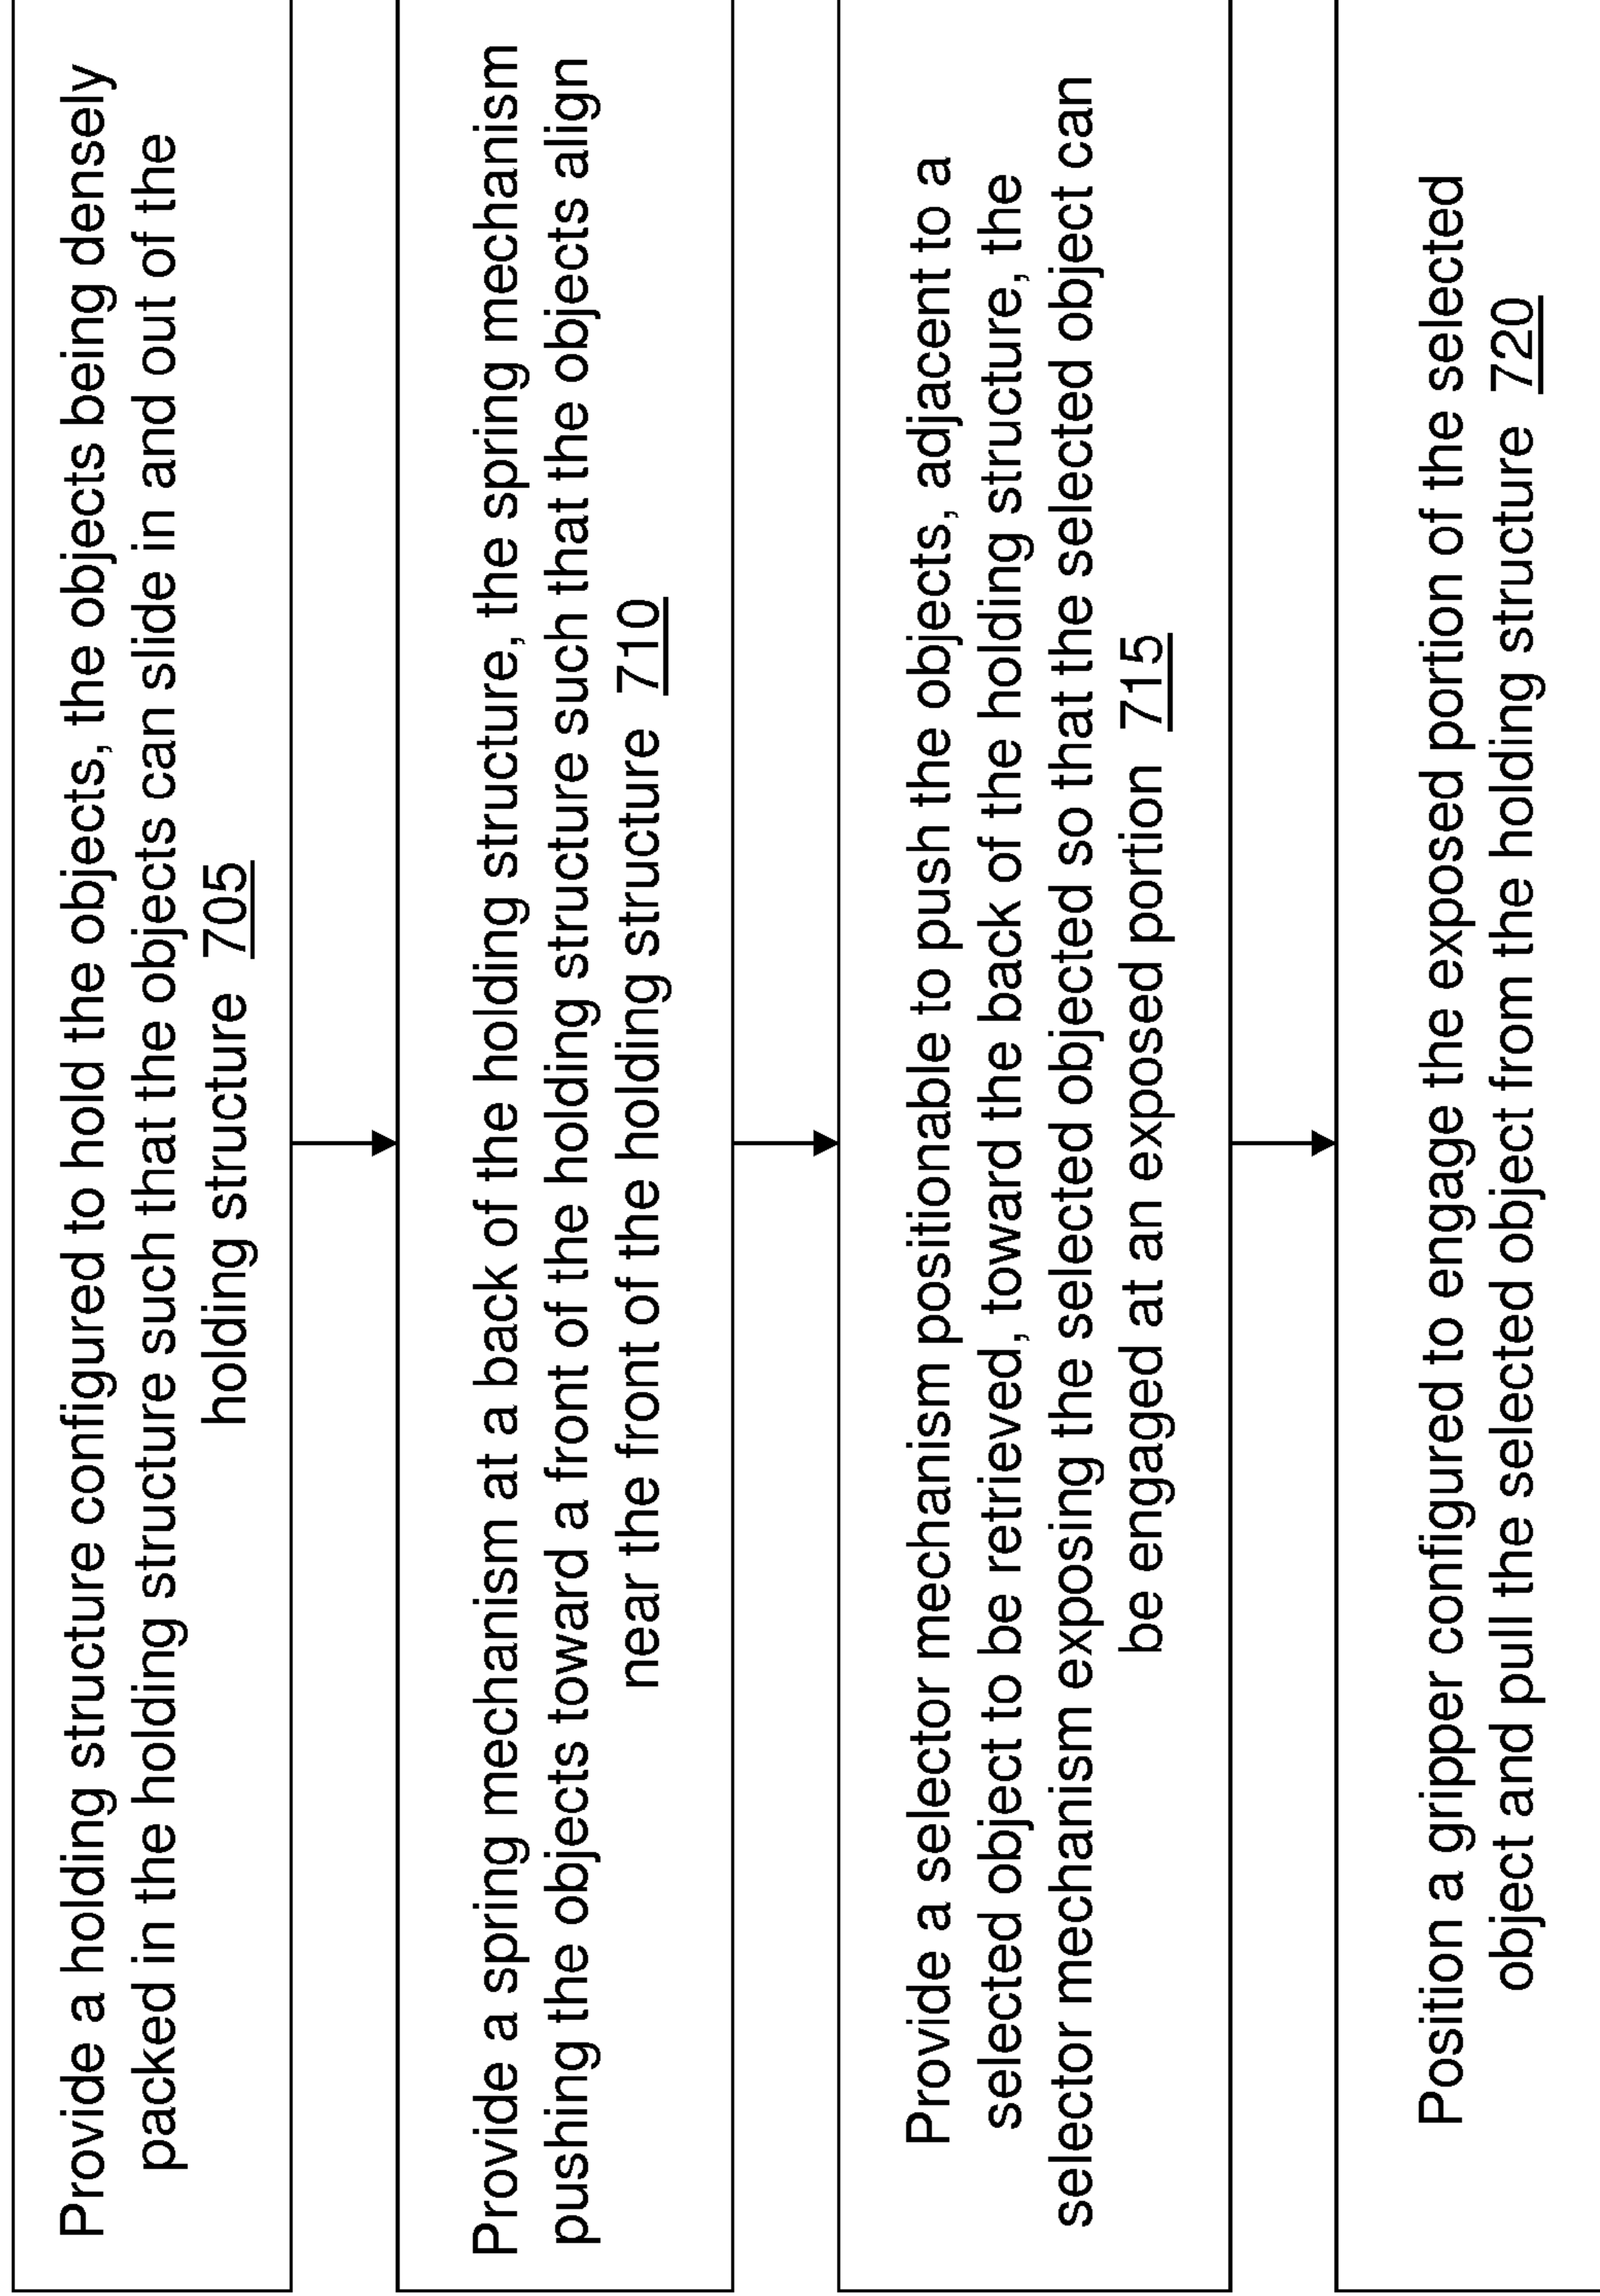 Provide a holding structure configured to hold the objects, the objects being densely
packed in the holding structure such that the objects can slide in and out of the
holding structure 705
Provide a spring mechanism at a back of the holding structure, the spring mechanism
pushing the objects toward a front of the holding structure such that the objects align
near the front of the holding structure 710
Provide a selector mechanism positionable to push the objects, adjacent to a
selected object to be retrieved, toward the back of the holding structure, the
selector mechanism exposing the selected objected so that the selected object can
be engaged at an exposed portion 715
Position a gripper configured to engage the exposed portion of the selected
object and pull the selected object from the holding structure 720